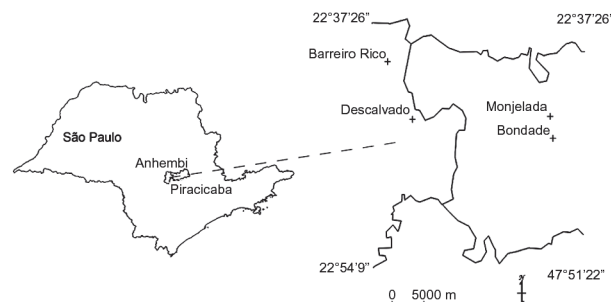 22°37'26"
22°37'26"
Barreiro Rico
São Paulo
Descalvado
Monjelada
Bondade
Anhembi
Piracicaba
22°54'9"
47°51'22"
0 5000 m